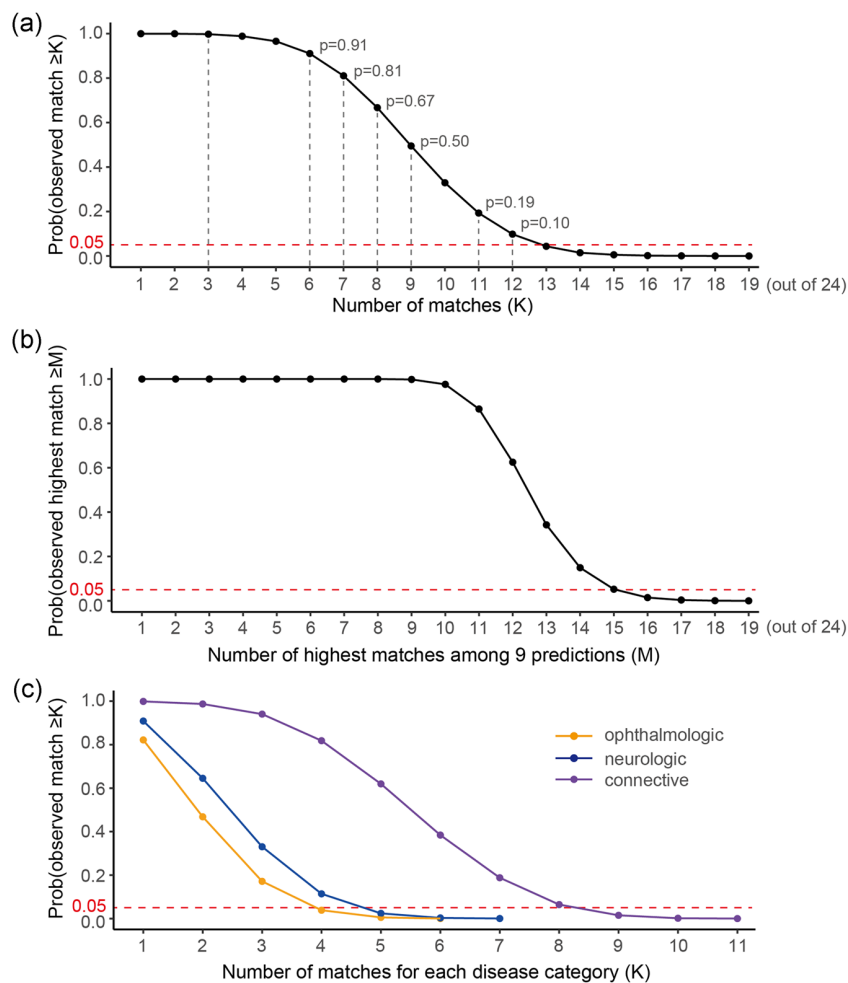 (a)
Prob(observed match ≥K)
1.0
0.8
0.6
0.4
0.2
0.05
0.0
p=0.91
p=0.81
p=0.67
p=0.50
p=0.19
p=0.10
1 2 3 4 5 6 7 8 9 10 11 12 13 14 15 16 17 18 19 (out of 24)
Number of matches (K)
(b)
Prob(observed highest match ≥M)
1.0
0.8
0.6
0.4
0.2
0.05
0.0
1 2 3 4 5 6 7 8 9 10 11 12 13 14 15 16 17 18 19 (out of 24)
Number of highest matches among 9 predictions (M)
(c)
Prob(observed match ≥K)
1.0
0.8
0.6
0.4
0.2
0.05
0.0
ophthalmologic
neurologic
connective
1 2 3 4 5 6 7 8 9 10 11
Number of matches for each disease category (K)